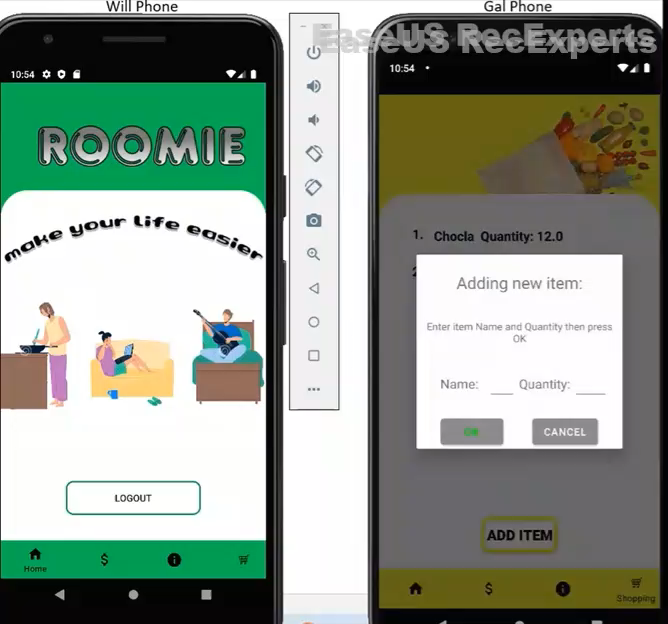 Will Phone
Gal Phone
EaseUS RecExperts
10:54
10:54
ROOMIE
make your life easier
LOGOUT
Home
$
1. Chocla Quantity: 12.0
Adding new item:
Enter item Name and Quantity then press
OK
Name:
Quantity:
OK
CANCEL
ADD ITEM
$
Shopping